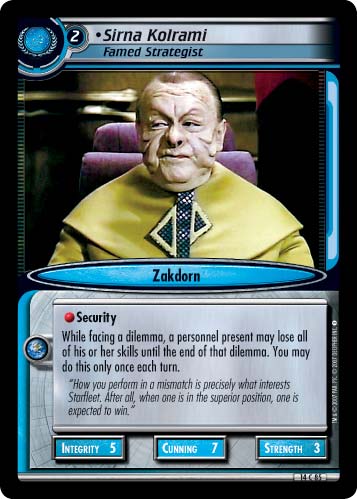 2
•Sirna Kolrami
Famed Strategist
Zakdorn
Security
While facing a dilemma, a personnel present may lose all
of his or her skills until the end of that dilemma. You may
do this only once each turn.
"How you perform in a mismatch is precisely what interests
Starfleet. After all, when one is in the superior position, one is
expected to win."
INTEGRITY 5
CUNNING 7
STRENGTH 3
14 C 85